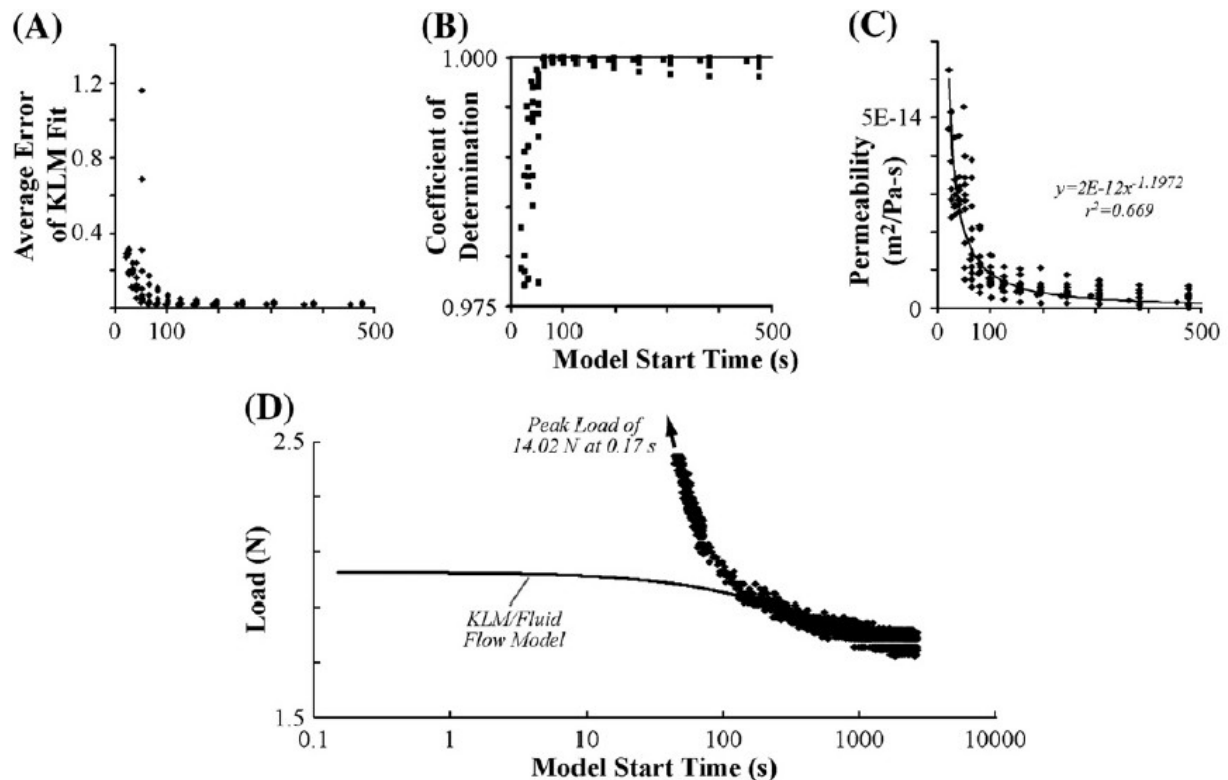 (A)
(B)
(C)
Average Error
of KLM Fit
1.2
0.8
0.4
0
100
500
Coefficient of
Determination
1.000
0.975
0
100
500
Model Start Time (s)
Permeability
(m²/Pa-s)
5E-14
0
y=2E-12x^-1.1972
r²=0.669
0
100
500
(D)
Peak Load of
14.02 N at 0.17 s
Load (N)
2.5
1.5
KLM/Fluid
Flow Model
0.1
1
10
100
1000
10000
Model Start Time (s)